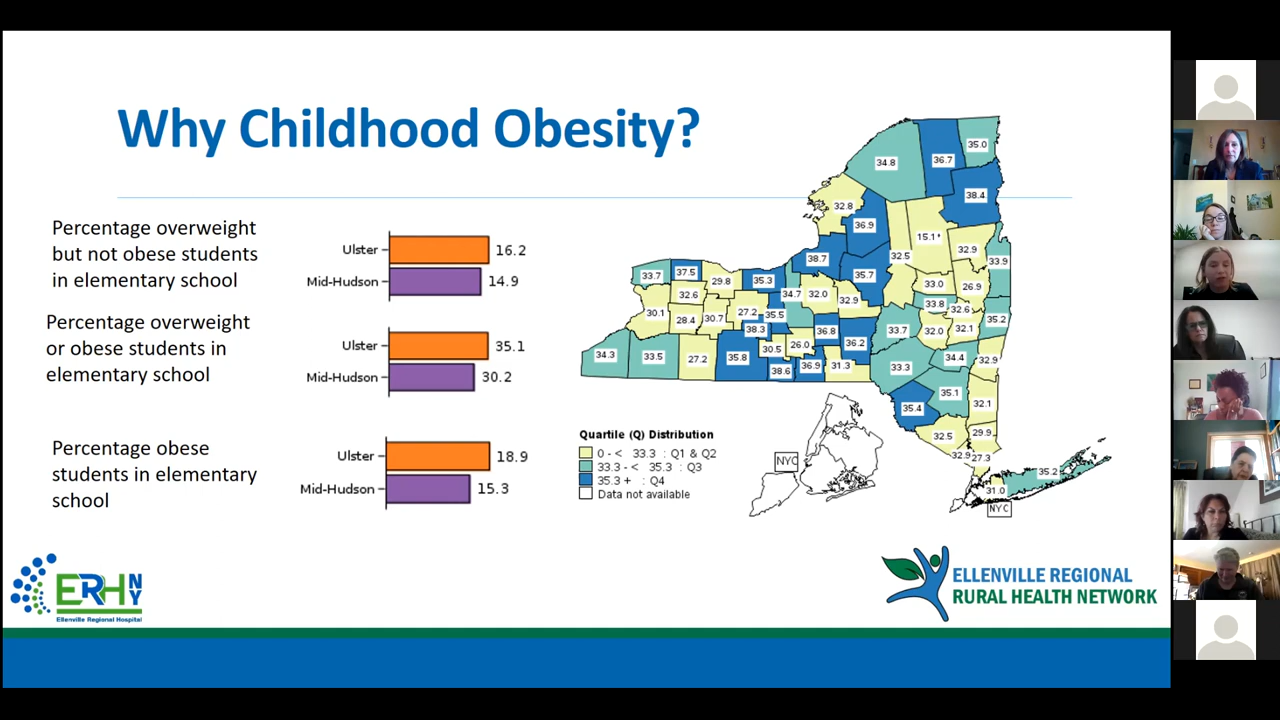 Why Childhood Obesity?
Percentage overweight
but not obese students
in elementary school
Ulster
16.2
Mid-Hudson
14.9
Percentage overweight
or obese students in
elementary school
Ulster
35.1
Mid-Hudson
30.2
Percentage obese
students in elementary
school
Ulster
18.9
Mid-Hudson
15.3
34.8
36.7
35.0
38.4
32.8
36.9
15.1*
32.5
32.9
33.9
38.7
35.7
33.7
37.5
29.8
35.3
34.7
32.0
32.9
33.0
26.9
32.6
30.1
28.4
30.7
27.2
35.5
38.3
33.8
32.6
33.7
32.0
32.1
35.2
36.8
36.2
34.3
33.5
27.2
35.8
30.5
26.0
38.6
36.9
31.3
33.3
34.4
32.9
35.1
35.4
32.1
32.5
29.9
32.9
27.3
35.2
31.0
NYC
Quartile (Q) Distribution
0 - < 33.3 : Q1 & Q2
33.3 - < 35.3 : Q3
35.3 + : Q4
Data not available
NYC
ERHNY
Ellenville Regional Hospital
ELLENVILLE REGIONAL
RURAL HEALTH NETWORK